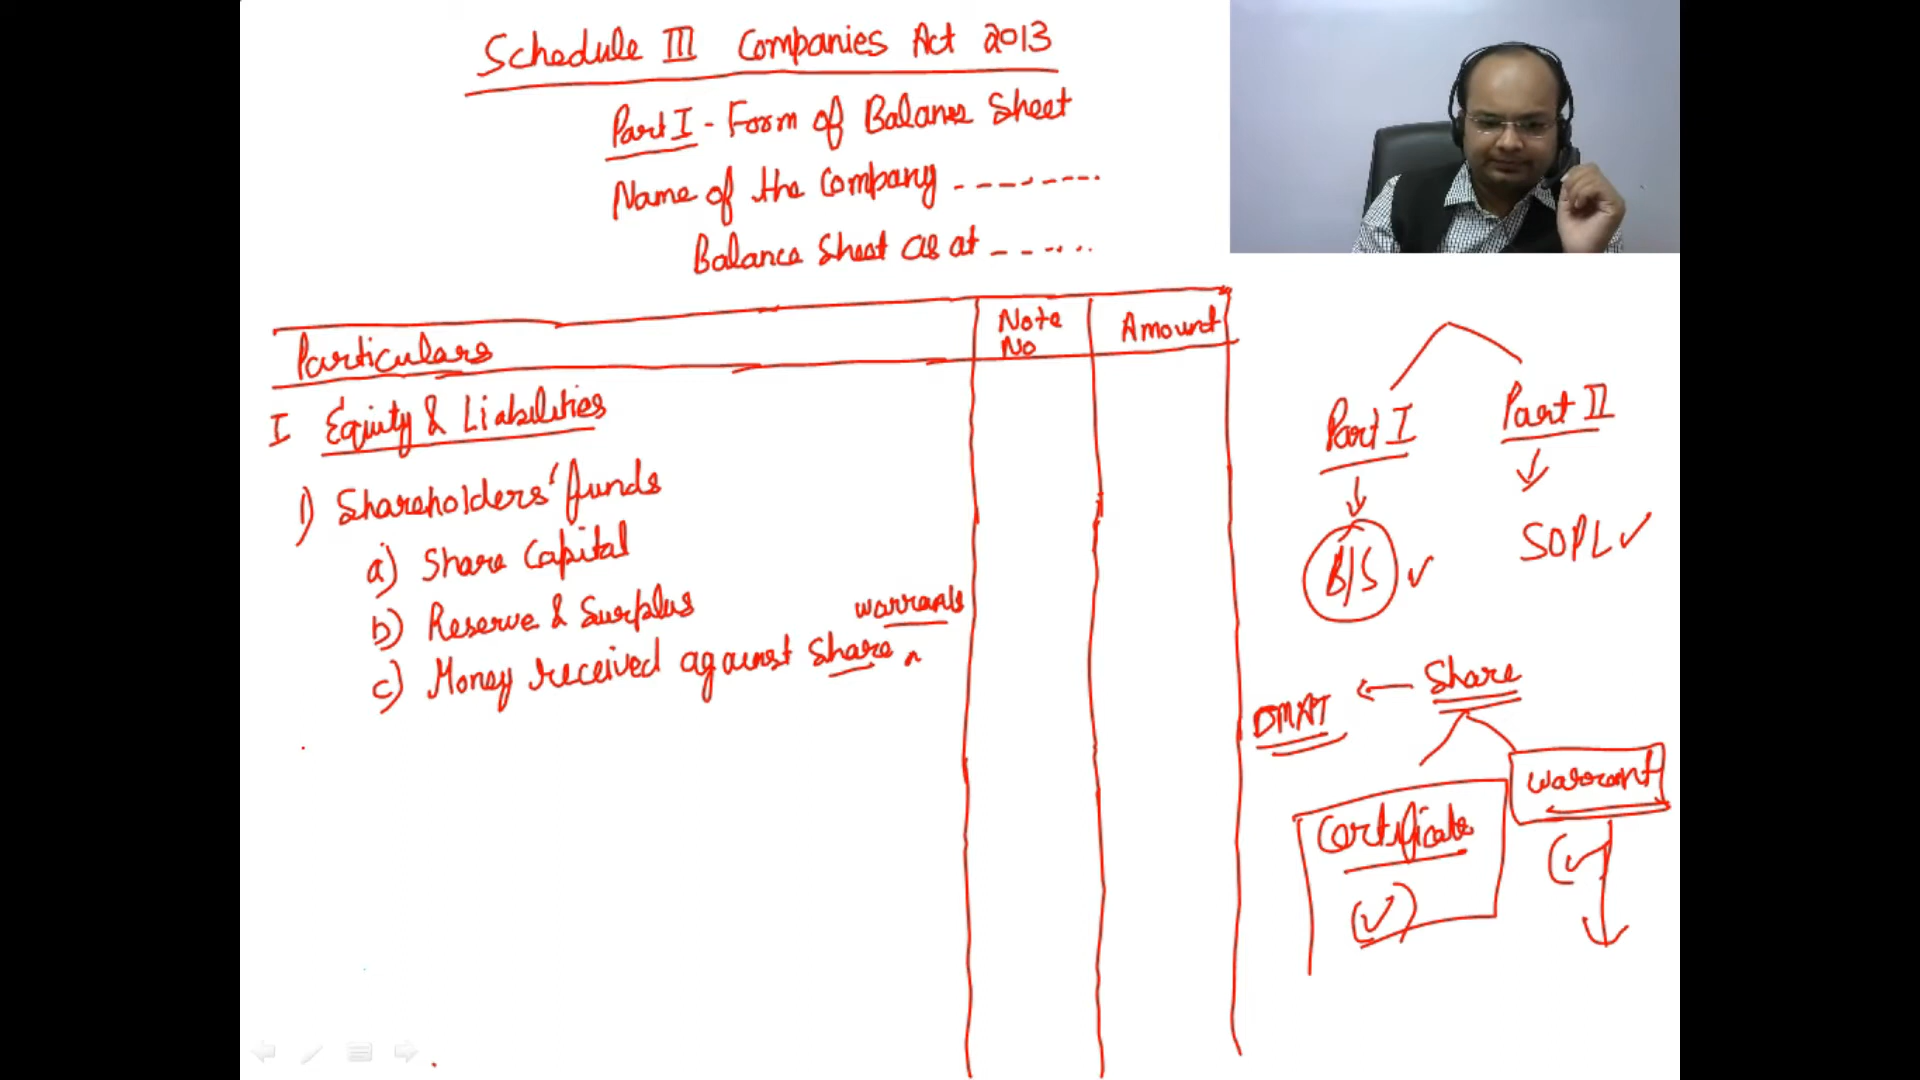 Schedule III Companies Act 2013
Part I - Form of Balance Sheet
Name of the Company ---------
Balance Sheet as at ------
Particulars
Note No
Amount
I Equity & Liabilities
1) Shareholders' funds
a) Share Capital
b) Reserve & Surplus
c) Money received against Share ^ warrants
Part I
Part II
B/S ✓
SOPL ✓
DMAT ← Share
Certificate
(✓)
warrant
(✓